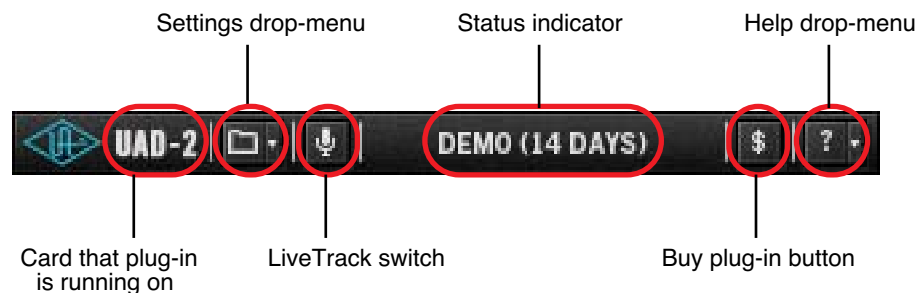 Settings drop-menu
Status indicator
Help drop-menu
UA
UAD-2
DEMO (14 DAYS)
$
?
Card that plug-in
is running on
LiveTrack switch
Buy plug-in button